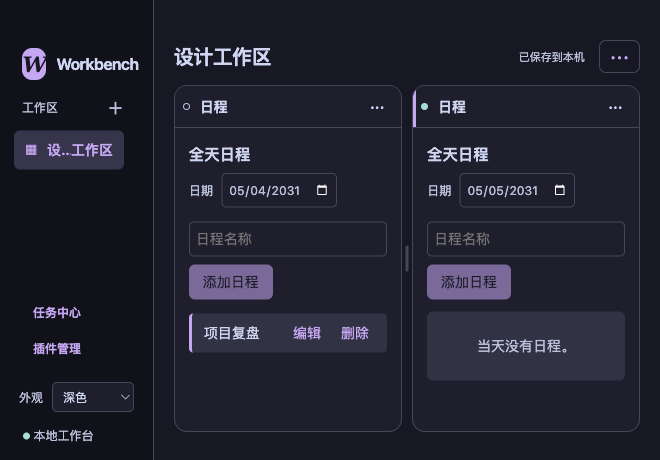 W Workbench
工作区
设...工作区
任务中心
插件管理
外观 深色
本地工作台
设计工作区
已保存到本机
日程
全天日程
日期 05/04/2031
日程名称
添加日程
项目复盘 编辑 删除
日程
全天日程
日期 05/05/2031
日程名称
添加日程
当天没有日程。